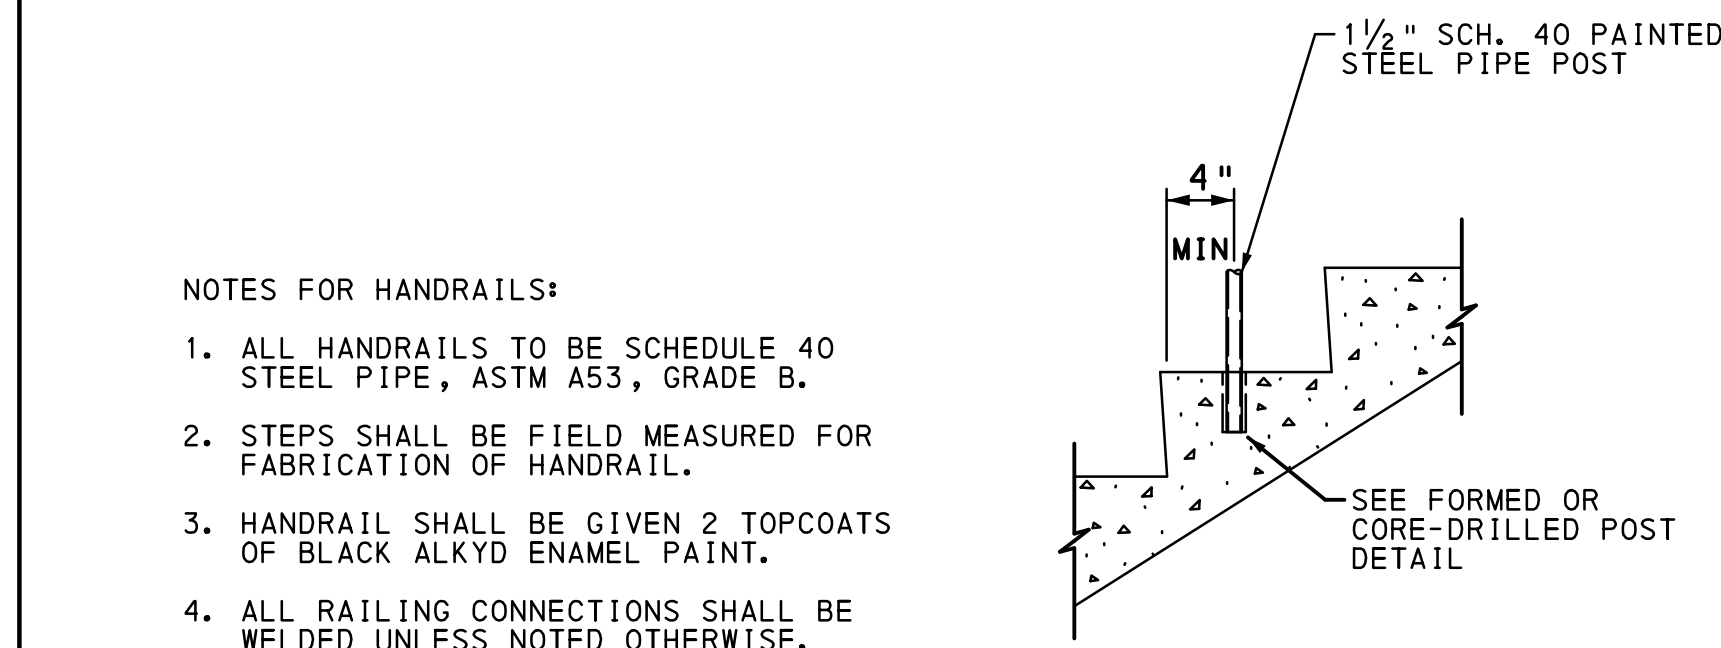 1 1/2" SCH. 40 PAINTED
STEEL PIPE POST
4"
MIN
NOTES FOR HANDRAILS:
1. ALL HANDRAILS TO BE SCHEDULE 40
STEEL PIPE, ASTM A53, GRADE B.
2. STEPS SHALL BE FIELD MEASURED FOR
FABRICATION OF HANDRAIL.
3. HANDRAIL SHALL BE GIVEN 2 TOPCOATS
OF BLACK ALKYD ENAMEL PAINT.
4. ALL RAILING CONNECTIONS SHALL BE
WELDED UNLESS NOTED OTHERWISE.
SEE FORMED OR
CORE-DRILLED POST
DETAIL